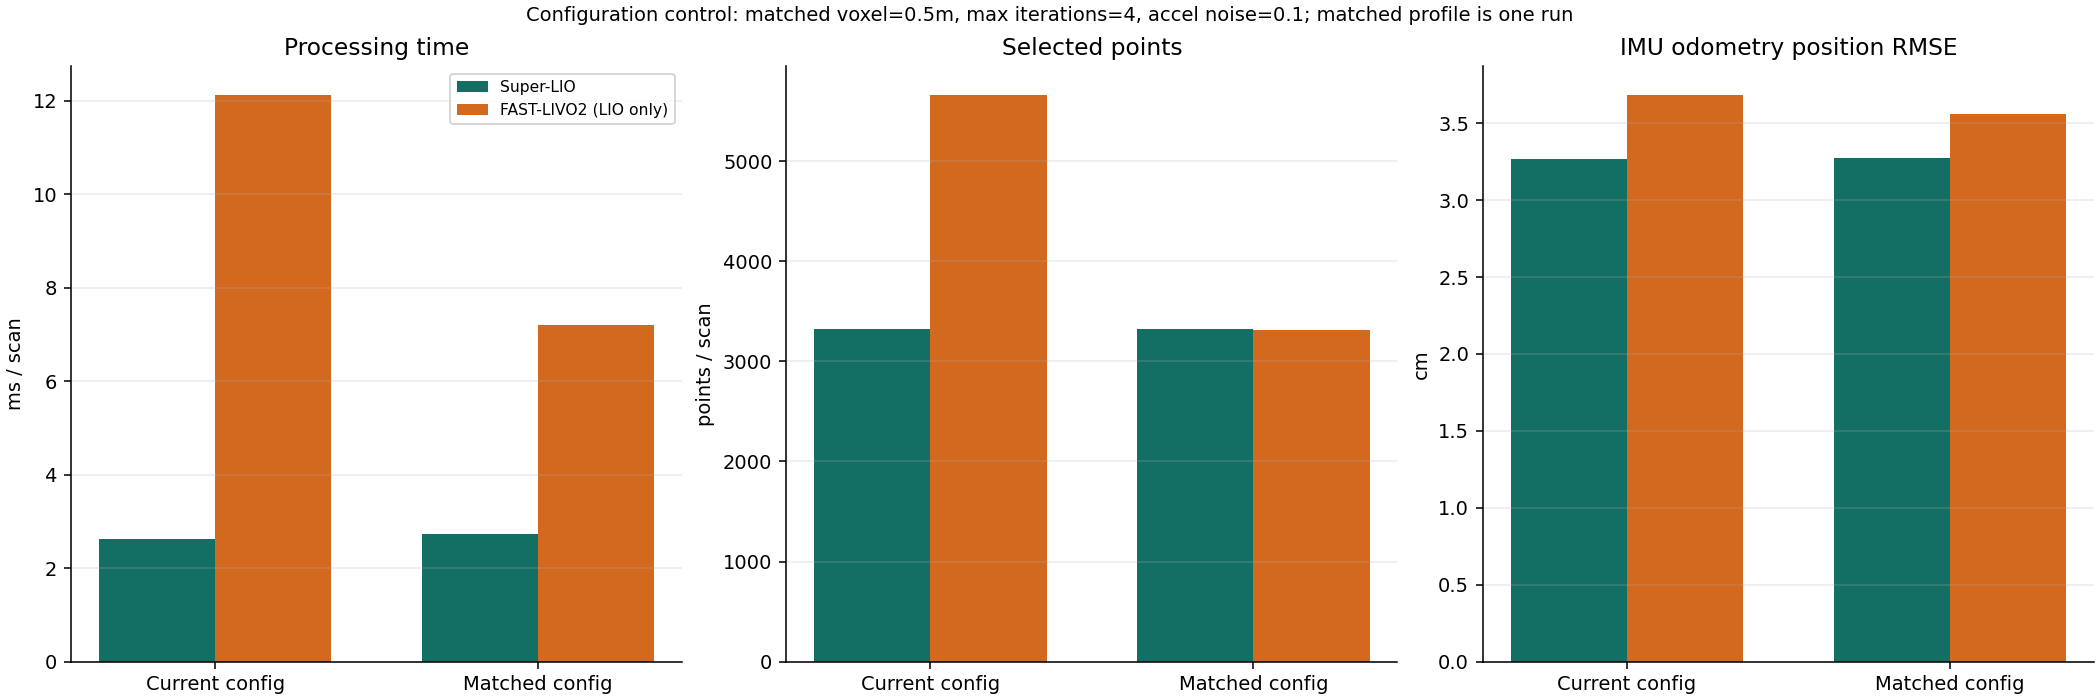 Configuration control: matched voxel=0.5m, max iterations=4, accel noise=0.1; matched profile is one run
Processing time
ms / scan
12
10
8
6
4
2
0
Super-LIO
FAST-LIVO2 (LIO only)
Current config
Matched config
Selected points
points / scan
5000
4000
3000
2000
1000
0
Current config
Matched config
IMU odometry position RMSE
cm
3.5
3.0
2.5
2.0
1.5
1.0
0.5
0.0
Current config
Matched config